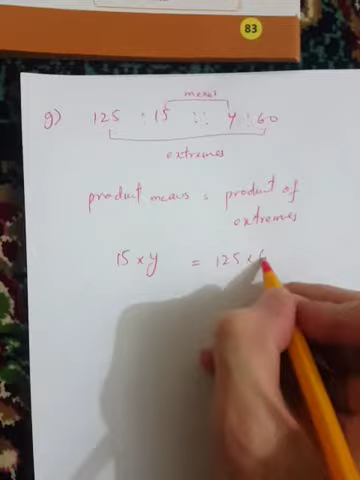 83
means
g) 125 : 15 :: y : 60
extremes
product means = product of
extremes
15 × y = 125 × 6